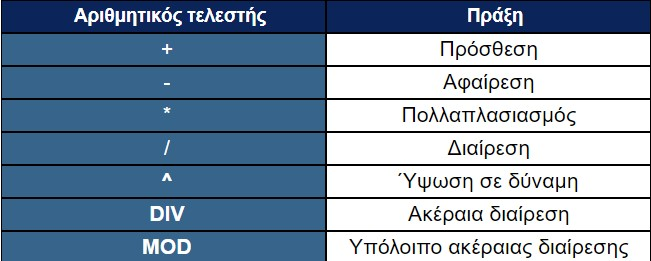 Αριθμητικός τελεστής Πράξη
+ Πρόσθεση
- Αφαίρεση
* Πολλαπλασιασμός
/ Διαίρεση
^ Ύψωση σε δύναμη
DIV Ακέραια διαίρεση
MOD Υπόλοιπο ακέραιας διαίρεσης